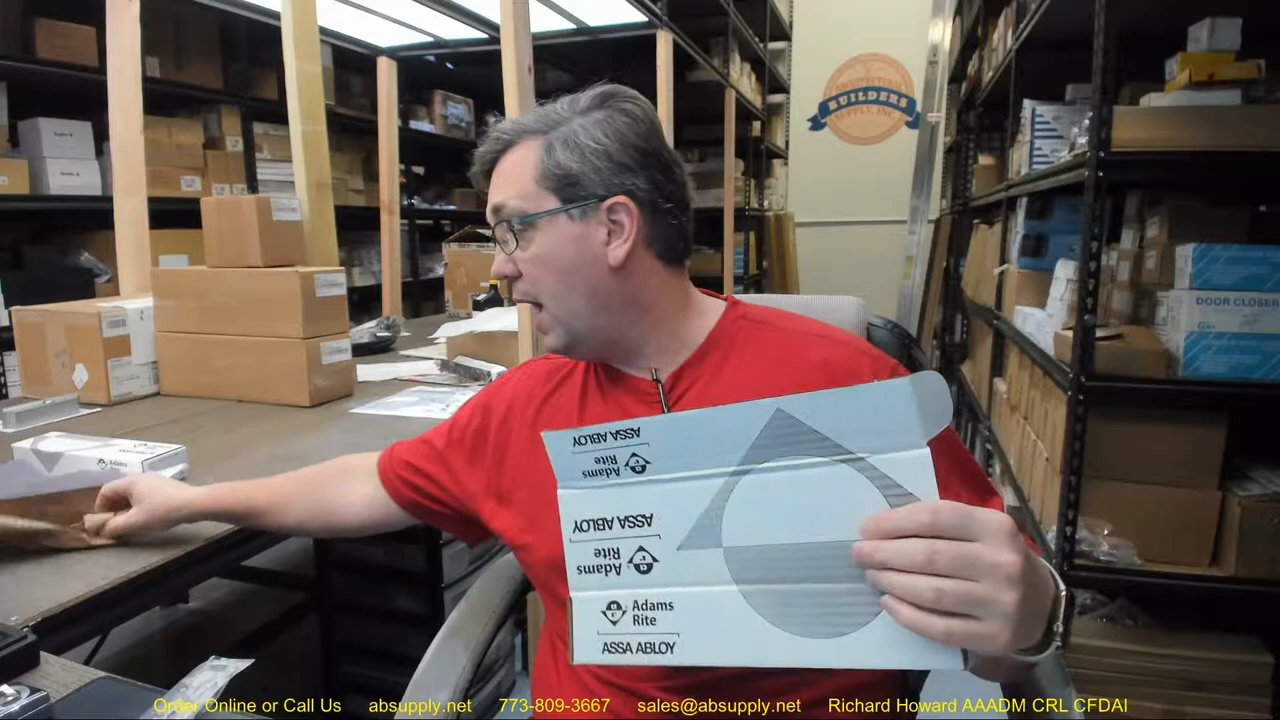 ARCHITECTURAL
BUILDERS
SUPPLY, INC.
DOOR CLOSER
ASSA ABLOY
Adams
Rite
ASSA ABLOY
Adams
Rite
Adams
Rite
ASSA ABLOY
Adams
Order Online or Call Us absupply.net 773-809-3667 sales@absupply.net Richard Howard AAADM CRL CFDAI